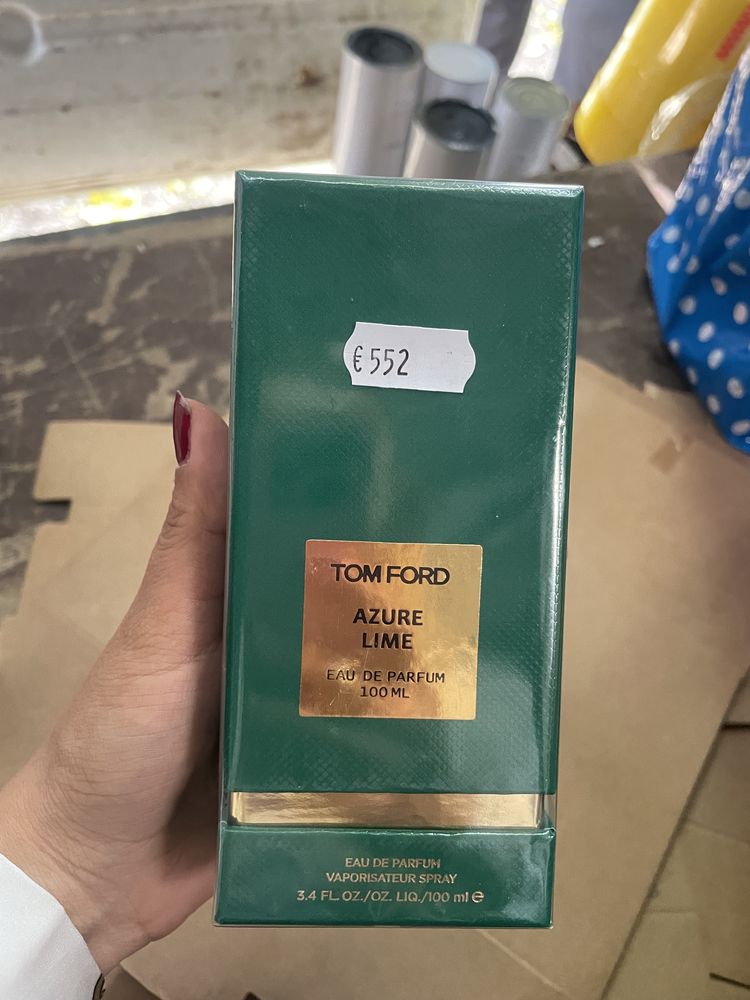 €552
TOM FORD
AZURE
LIME
EAU DE PARFUM
100 ML
EAU DE PARFUM
VAPORISATEUR SPRAY
3.4 FL. OZ./OZ. LIQ./100 ml ℮